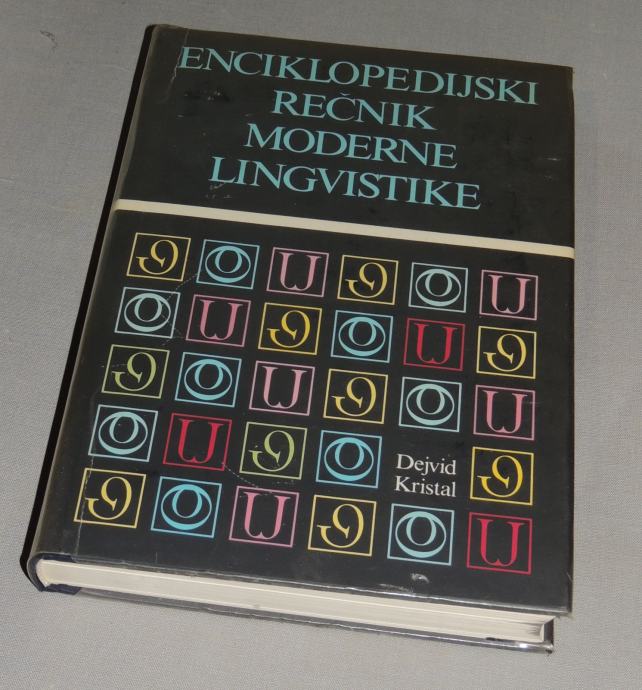 ENCIKLOPEDIJSKI
REČNIK
MODERNE
LINGVISTIKE
Dejvid
Kristal